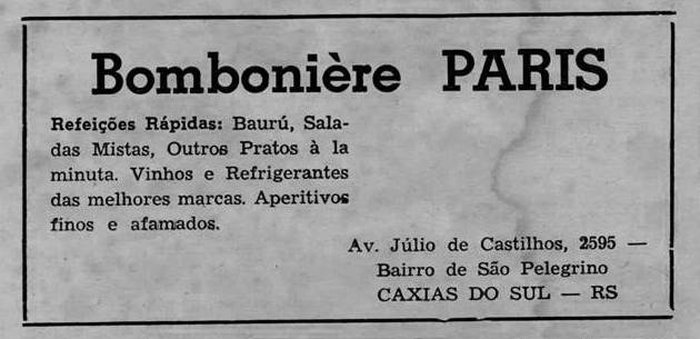 Bombonière PARIS
Refeições Rápidas: Baurú, Sala-
das Mistas, Outros Pratos à la
minuta. Vinhos e Refrigerantes
das melhores marcas. Aperitivos
finos e afamados.
Av. Júlio de Castilhos, 2595 —
Bairro de São Pelegrino
CAXIAS DO SUL — RS